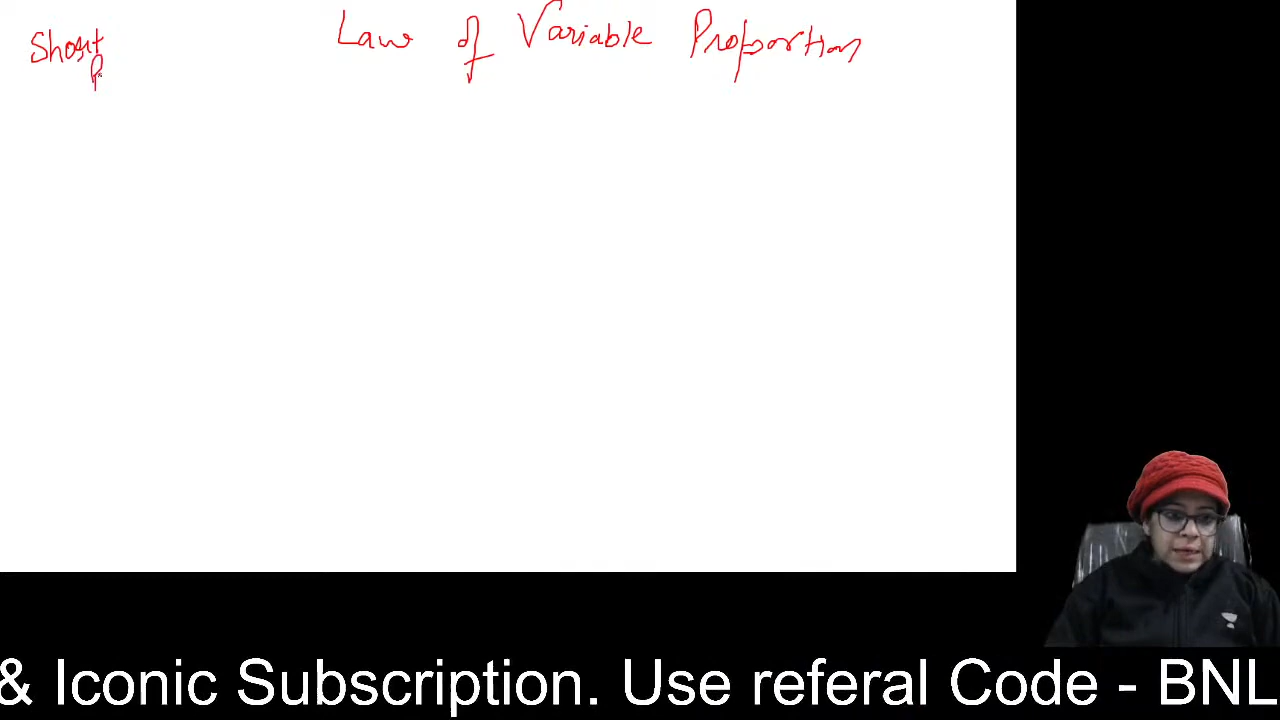 Law of Variable Proportion
Short
P
& Iconic Subscription. Use referal Code - BNL